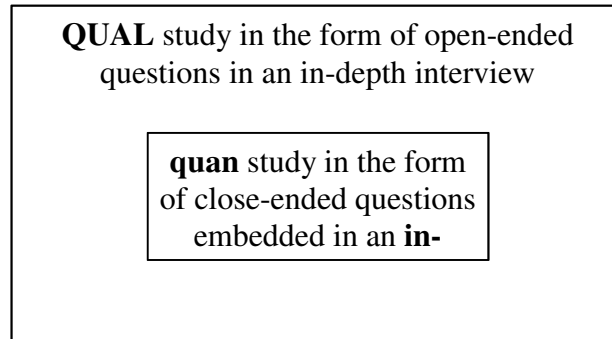 QUAL study in the form of open-ended
questions in an in-depth interview
quan study in the form
of close-ended questions
embedded in an in-